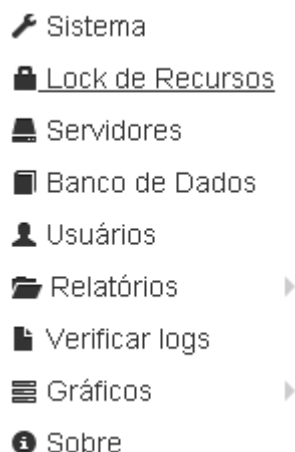 Sistema
Lock de Recursos
Servidores
Banco de Dados
Usuários
Relatórios
Verificar logs
Gráficos
Sobre